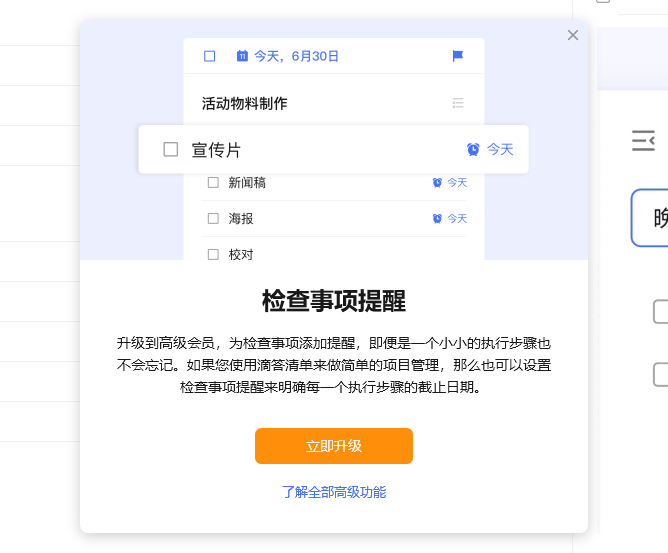 11 今天，6月30日
活动物料制作
宣传片 今天
新闻稿 今天
海报 今天
校对
检查事项提醒
升级到高级会员，为检查事项添加提醒，即便是一个小小的执行步骤也
不会忘记。如果您使用滴答清单来做简单的项目管理，那么也可以设置
检查事项提醒来明确每一个执行步骤的截止日期。
立即升级
了解全部高级功能
晚